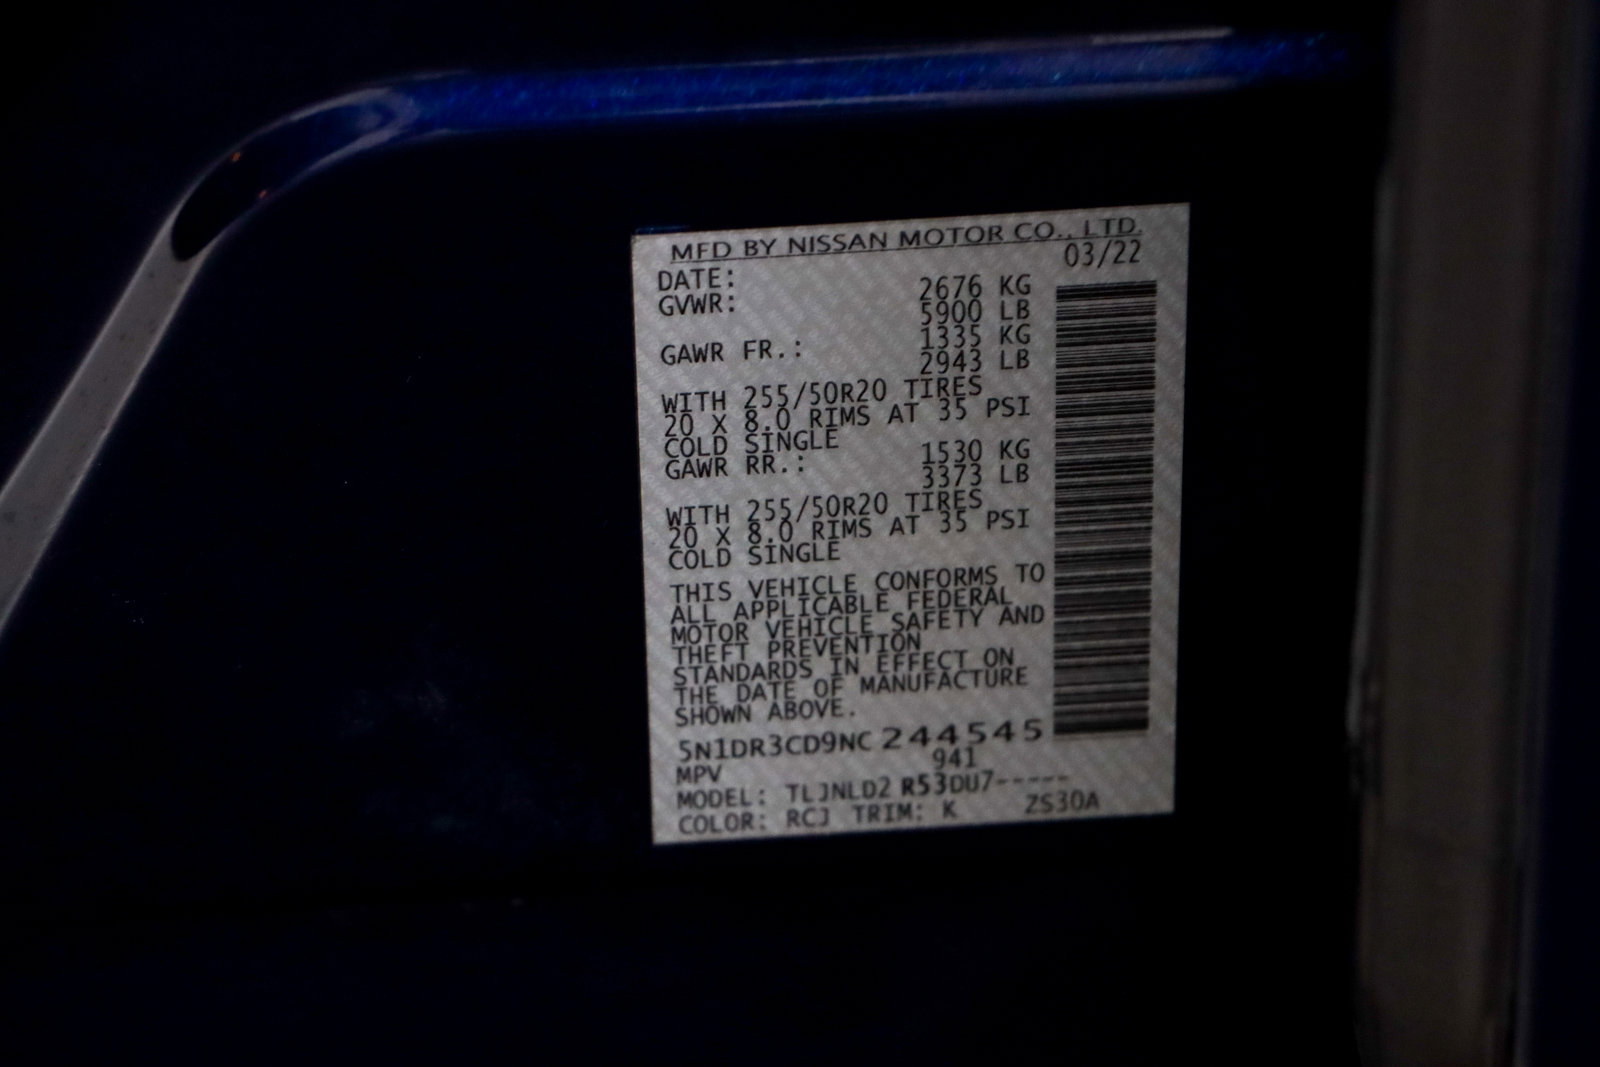 MFD BY NISSAN MOTOR CO., LTD.
DATE: 03/22
GVWR: 2676 KG
5900 LB
GAWR FR.: 1335 KG
2943 LB
WITH 255/50R20 TIRES
20 X 8.0 RIMS AT 35 PSI
COLD SINGLE
GAWR RR.: 1530 KG
3373 LB
WITH 255/50R20 TIRES
20 X 8.0 RIMS AT 35 PSI
COLD SINGLE
THIS VEHICLE CONFORMS TO
ALL APPLICABLE FEDERAL
MOTOR VEHICLE SAFETY AND
THEFT PREVENTION
STANDARDS IN EFFECT ON
THE DATE OF MANUFACTURE
SHOWN ABOVE.
5N1DR3CD9NC 244545
MPV 941
MODEL: TLJNLD2 R53DU7-----
COLOR: RCJ TRIM: K ZS30A